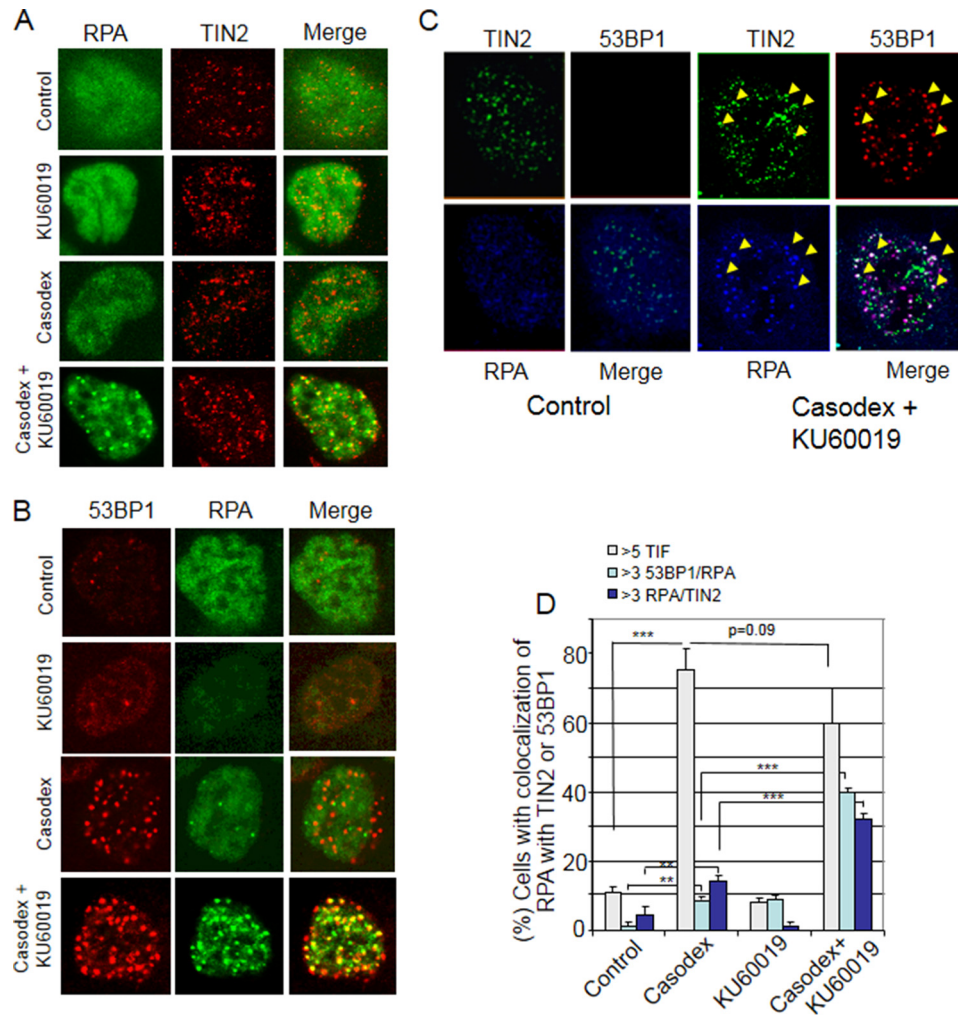 A
RPA TIN2 Merge
Control
KU60019
Casodex
Casodex +
KU60019
B
53BP1 RPA Merge
Control
KU60019
Casodex
Casodex +
KU60019
C
TIN2 53BP1 TIN2 53BP1
RPA Merge RPA Merge
Control Casodex +
KU60019
>5 TIF
>3 53BP1/RPA
>3 RPA/TIN2
D
(%) Cells with colocalization of
RPA with TIN2 or 53BP1
80
60
40
20
0
*** p=0.09
***
***
**
**
Control Casodex KU60019 Casodex+
KU60019